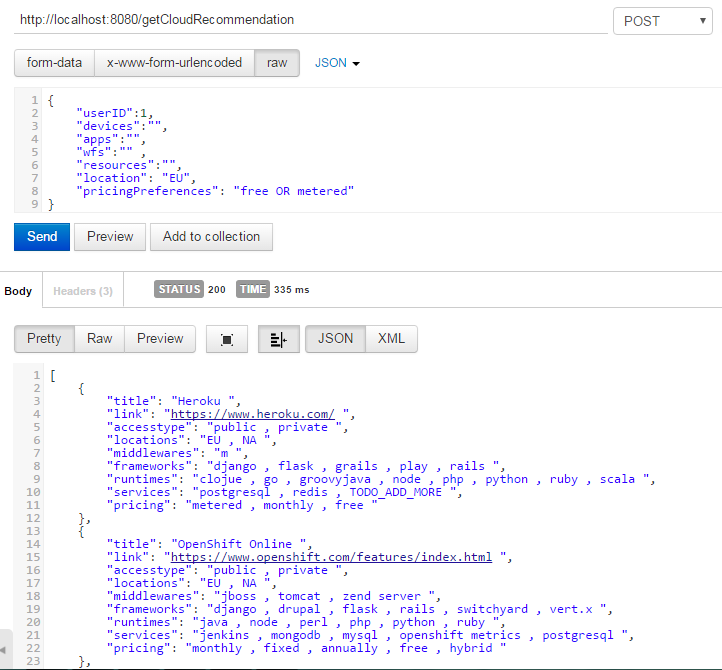 http://localhost:8080/getCloudRecommendation POST
form-data x-www-form-urlencoded raw JSON
1 {
2 "userID":1,
3 "devices":"",
4 "apps":"",
5 "wfs":"" ,
6 "resources":"",
7 "location": "EU",
8 "pricingPreferences": "free OR metered"
9 }
Send Preview Add to collection
Body Headers (3) STATUS 200 TIME 335 ms
Pretty Raw Preview JSON XML
1 [
2 {
3 "title": "Heroku ",
4 "link": "https://www.heroku.com/ ",
5 "accesstype": "public , private ",
6 "locations": "EU , NA ",
7 "middlewares": "m ",
8 "frameworks": "django , flask , grails , play , rails ",
9 "runtimes": "clojue , go , groovyjava , node , php , python , ruby , scala ",
10 "services": "postgresql , redis , TODO_ADD_MORE ",
11 "pricing": "metered , monthly , free "
12 },
13 {
14 "title": "OpenShift Online ",
15 "link": "https://www.openshift.com/features/index.html ",
16 "accesstype": "public , private ",
17 "locations": "EU , NA ",
18 "middlewares": "jboss , tomcat , zend server ",
19 "frameworks": "django , drupal , flask , rails , switchyard , vert.x ",
20 "runtimes": "java , node , perl , php , python , ruby ",
21 "services": "jenkins , mongodb , mysql , openshift metrics , postgresql ",
22 "pricing": "monthly , fixed , annually , free , hybrid "
23 },